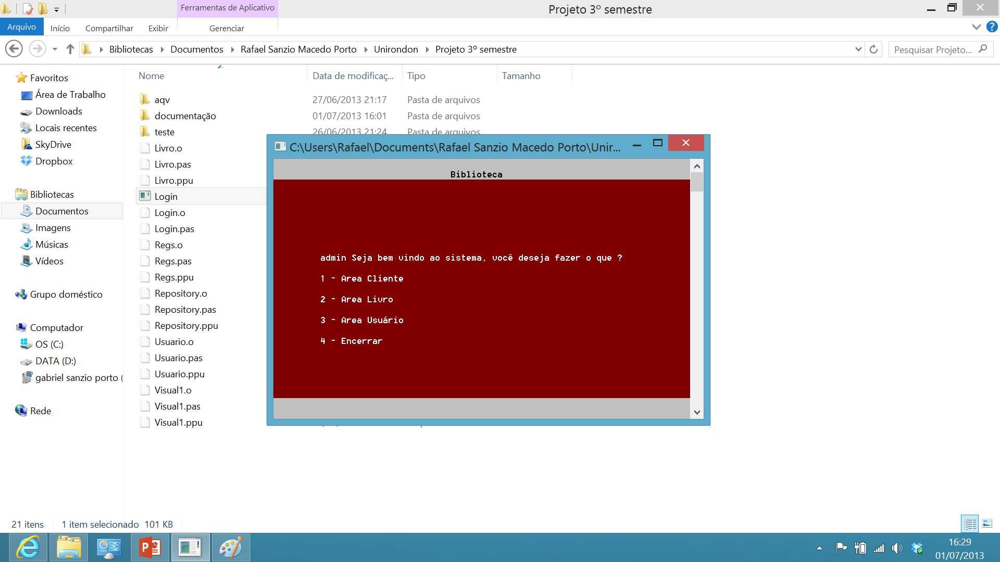 Ferramentas de Aplicativo
Projeto 3º semestre
Arquivo
Início
Compartilhar
Exibir
Gerenciar
?
Bibliotecas
Documentos
Rafael Sanzio Macedo Porto
Unirondon
Projeto 3º semestre
Pesquisar Projeto...
Favoritos
Área de Trabalho
Downloads
Locais recentes
SkyDrive
Dropbox
Bibliotecas
Documentos
Imagens
Músicas
Vídeos
Grupo doméstico
Computador
OS (C:)
DATA (D:)
gabriel sanzio porto (
Rede
Nome Data de modificaç... Tipo Tamanho
aqv 27/06/2013 21:17 Pasta de arquivos
documentação 01/07/2013 16:01 Pasta de arquivos
teste 26/06/2013 21:24 Pasta de arquivos
Livro.o
Livro.pas
Livro.ppu
Login
Login.o
Login.pas
Regs.o
Regs.pas
Regs.ppu
Repository.o
Repository.pas
Repository.ppu
Usuario.o
Usuario.pas
Usuario.ppu
Visual1.o
Visual1.pas
Visual1.ppu
C:\Users\Rafael\Documents\Rafael Sanzio Macedo Porto\Unir...
Biblioteca
admin Seja bem vindo ao sistema, você deseja fazer o que ?
1 - Area Cliente
2 - Area Livro
3 - Area Usuário
4 - Encerrar
21 itens 1 item selecionado 101 KB
16:29
01/07/2013